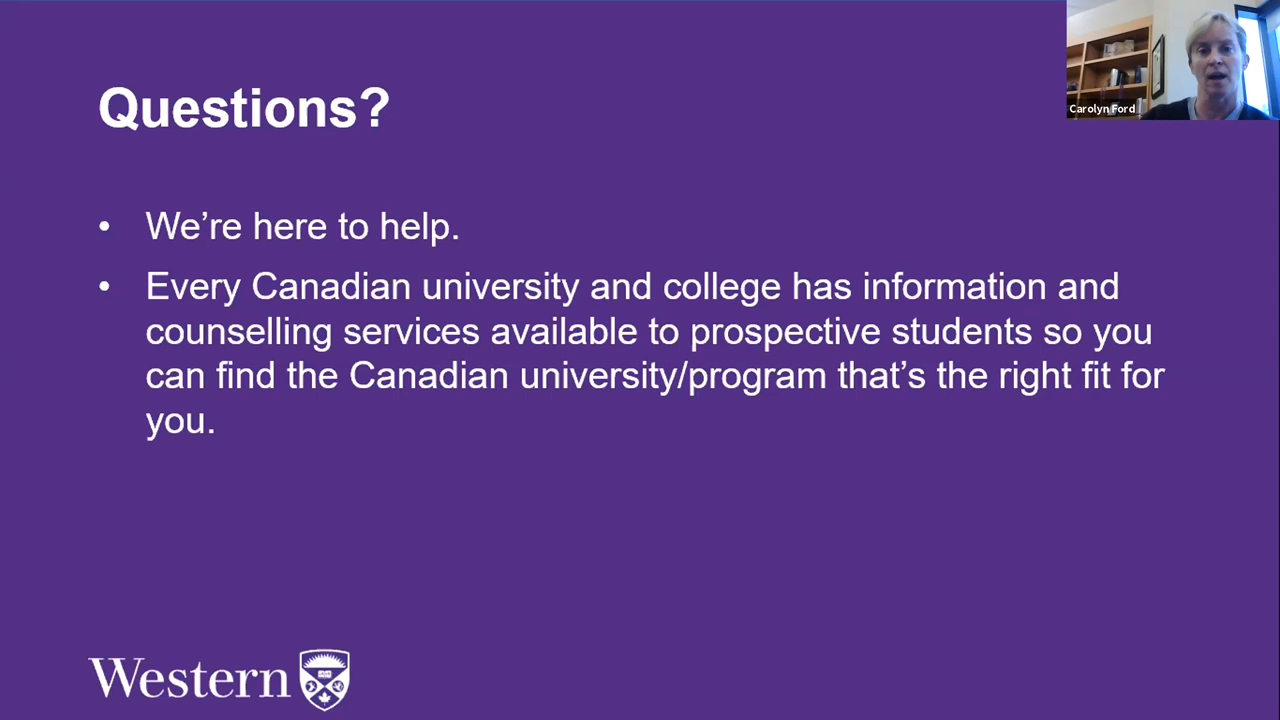 Questions?
Carolyn Ford
• We’re here to help.
• Every Canadian university and college has information and
counselling services available to prospective students so you
can find the Canadian university/program that’s the right fit for
you.
Western